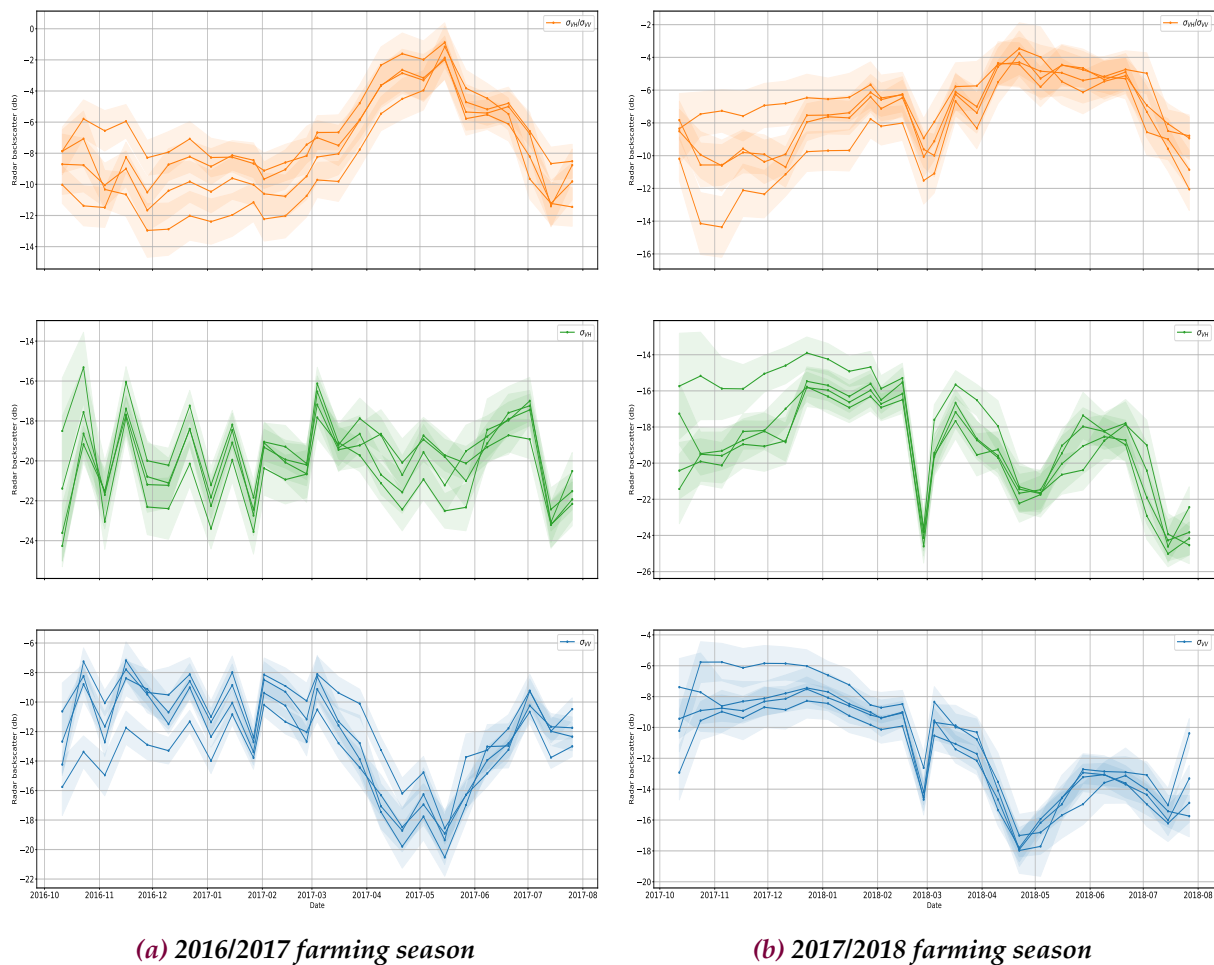 σVH/σVV
Radar backscatter (db)
0
−2
−4
−6
−8
−10
−12
−14
σVH/σVV
Radar backscatter (db)
−2
−4
−6
−8
−10
−12
−14
−16
σVH
Radar backscatter (db)
−14
−16
−18
−20
−22
−24
σVH
Radar backscatter (db)
−14
−16
−18
−20
−22
−24
−26
σVV
Radar backscatter (db)
−6
−8
−10
−12
−14
−16
−18
−20
−22
2016-10 2016-11 2016-12 2017-01 2017-02 2017-03 2017-04 2017-05 2017-06 2017-07 2017-08
Date
σVV
Radar backscatter (db)
−4
−6
−8
−10
−12
−14
−16
−18
−20
2017-10 2017-11 2017-12 2018-01 2018-02 2018-03 2018-04 2018-05 2018-06 2018-07 2018-08
Date
(a) 2016/2017 farming season
(b) 2017/2018 farming season